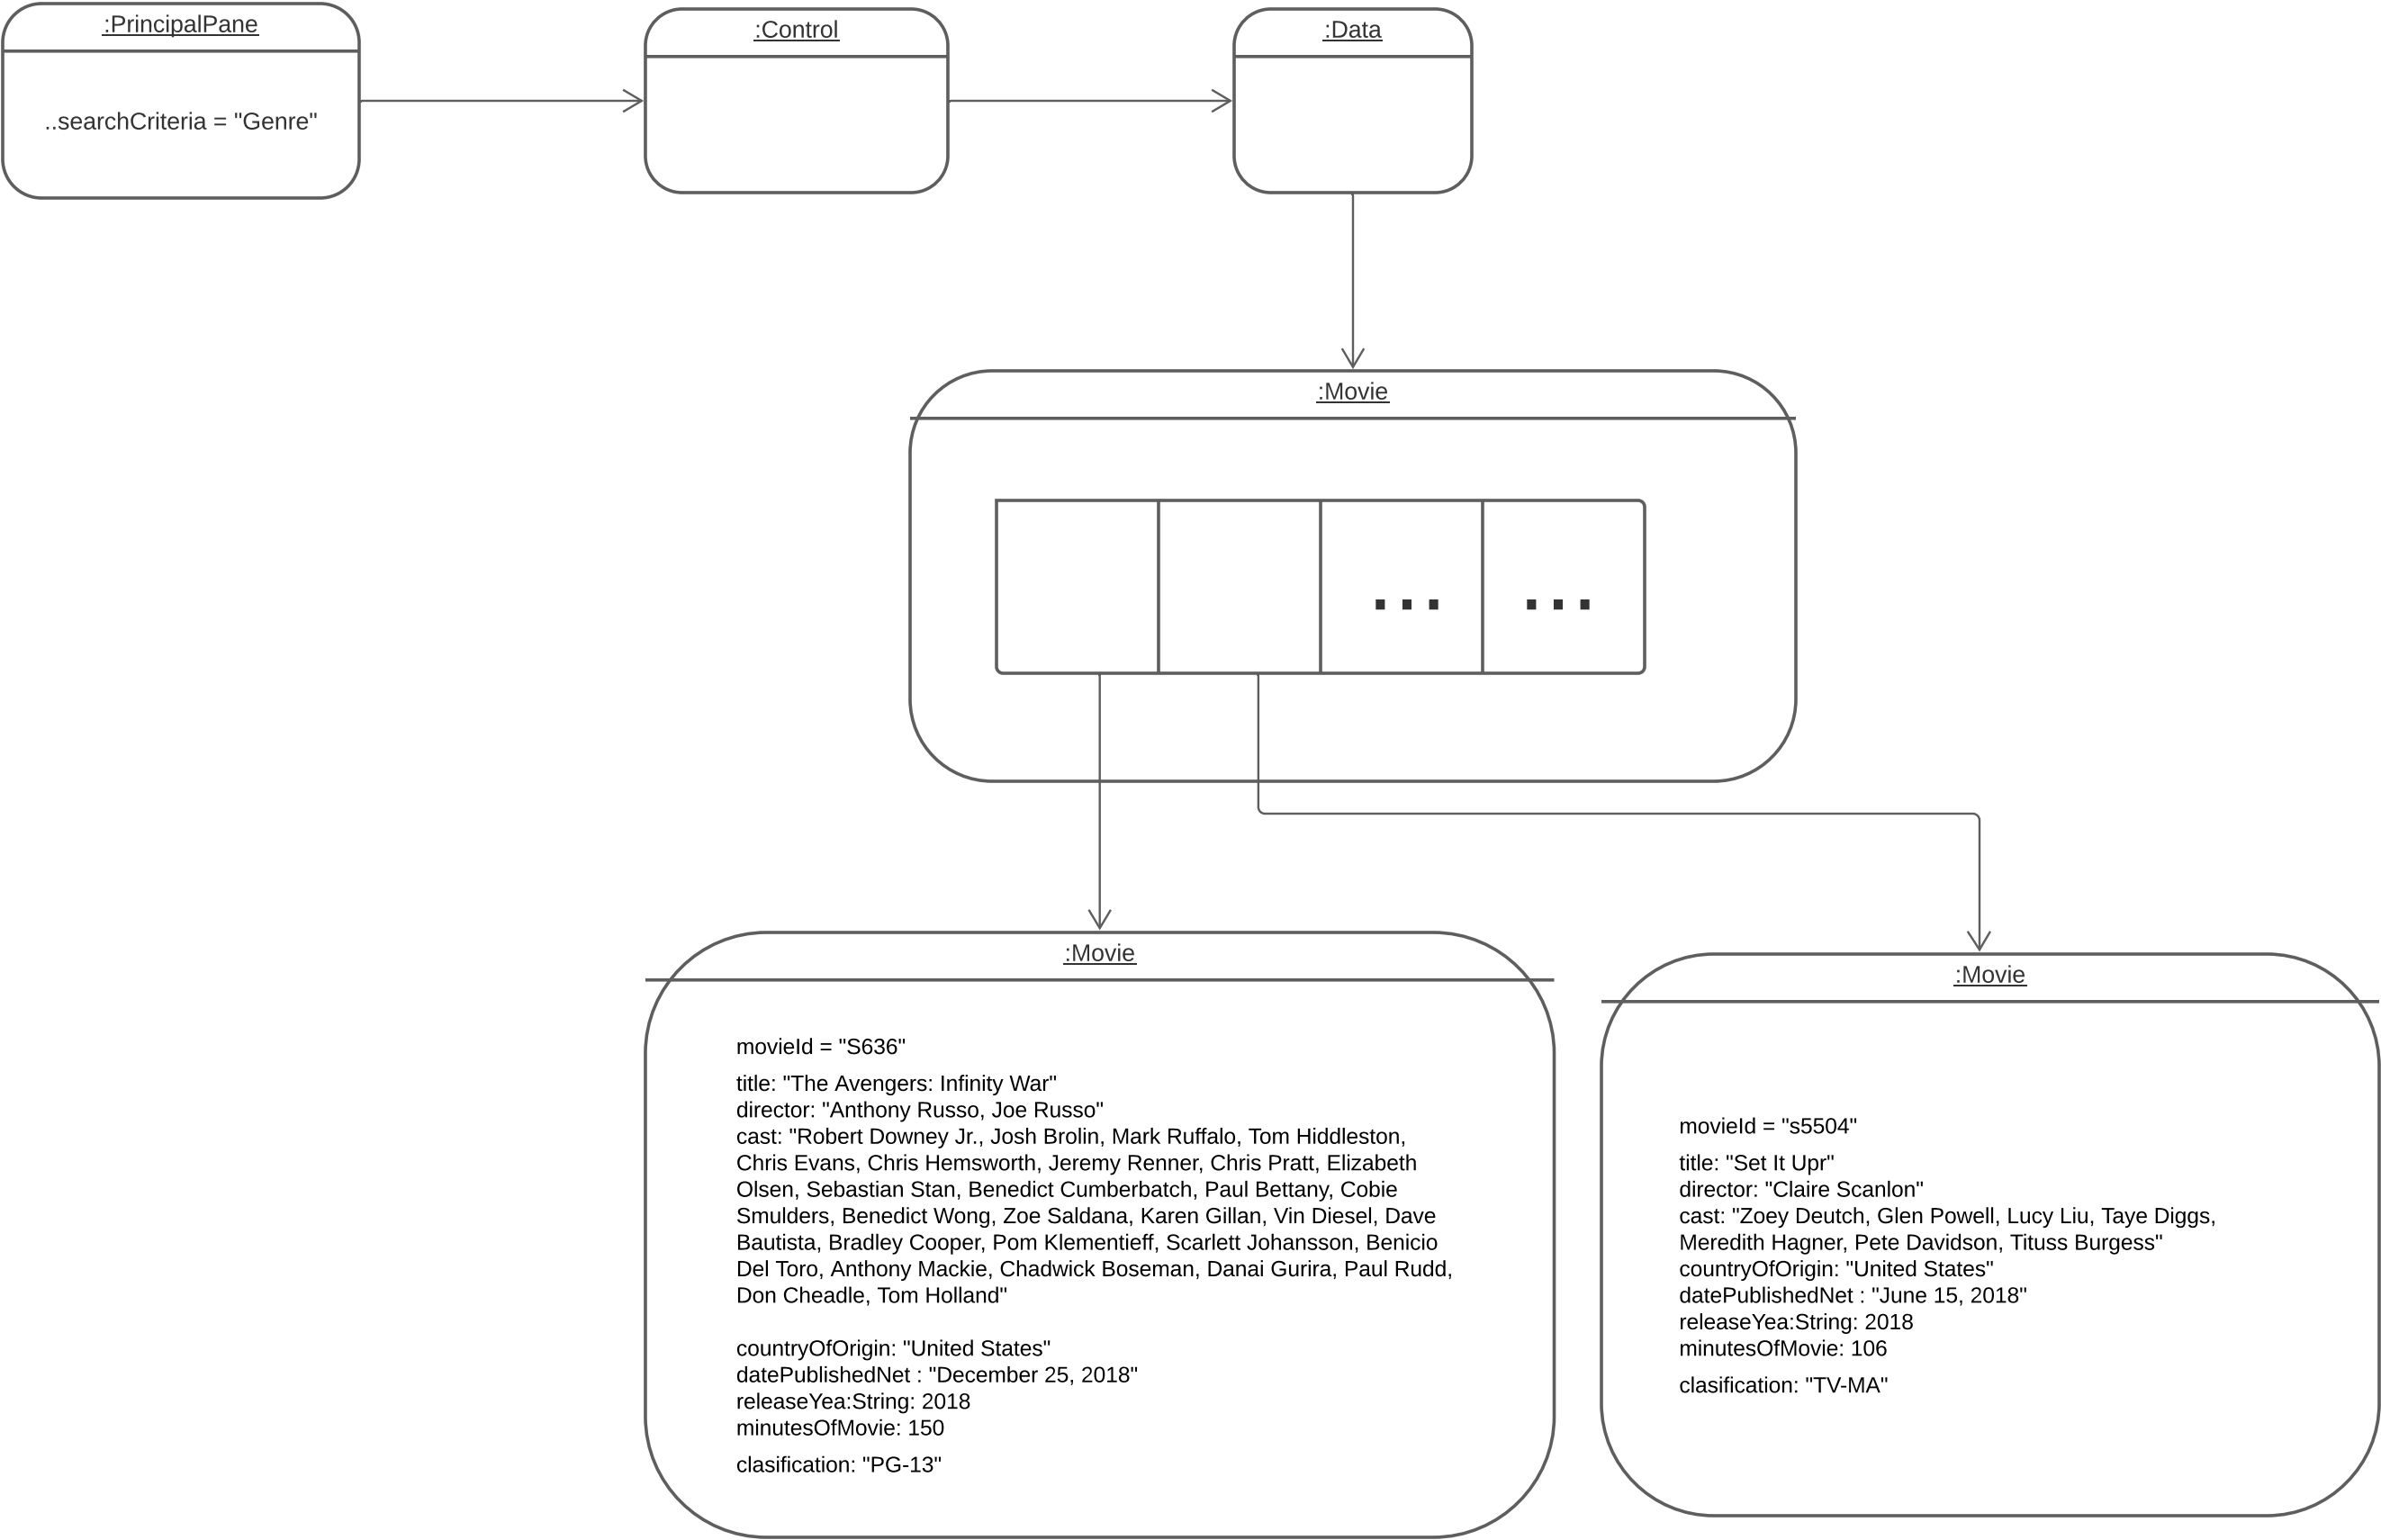 :PrincipalPane
:Control
:Data
..searchCriteria = "Genre"
:Movie
... ...
:Movie
movieId = "S636"
title: "The Avengers: Infinity War"
director: "Anthony Russo, Joe Russo"
cast: "Robert Downey Jr., Josh Brolin, Mark Ruffalo, Tom Hiddleston,
Chris Evans, Chris Hemsworth, Jeremy Renner, Chris Pratt, Elizabeth
Olsen, Sebastian Stan, Benedict Cumberbatch, Paul Bettany, Cobie
Smulders, Benedict Wong, Zoe Saldana, Karen Gillan, Vin Diesel, Dave
Bautista, Bradley Cooper, Pom Klementieff, Scarlett Johansson, Benicio
Del Toro, Anthony Mackie, Chadwick Boseman, Danai Gurira, Paul Rudd,
Don Cheadle, Tom Holland"
countryOfOrigin: "United States"
datePublishedNet : "December 25, 2018"
releaseYea:String: 2018
minutesOfMovie: 150
clasification: "PG-13"
:Movie
movieId = "s5504"
title: "Set It Upr"
director: "Claire Scanlon"
cast: "Zoey Deutch, Glen Powell, Lucy Liu, Taye Diggs,
Meredith Hagner, Pete Davidson, Tituss Burgess"
countryOfOrigin: "United States"
datePublishedNet : "June 15, 2018"
releaseYea:String: 2018
minutesOfMovie: 106
clasification: "TV-MA"